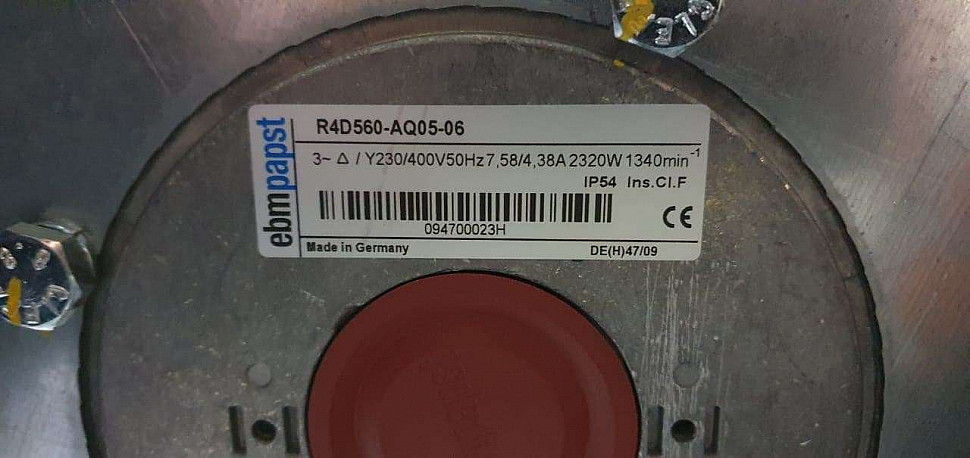 ebmpapst
R4D560-AQ05-06
3~ Δ / Y230/400V50Hz 7,58/4,38A 2320W 1340min⁻¹
IP54 Ins.Cl.F
094700023H
CE
Made in Germany DE(H)47/09